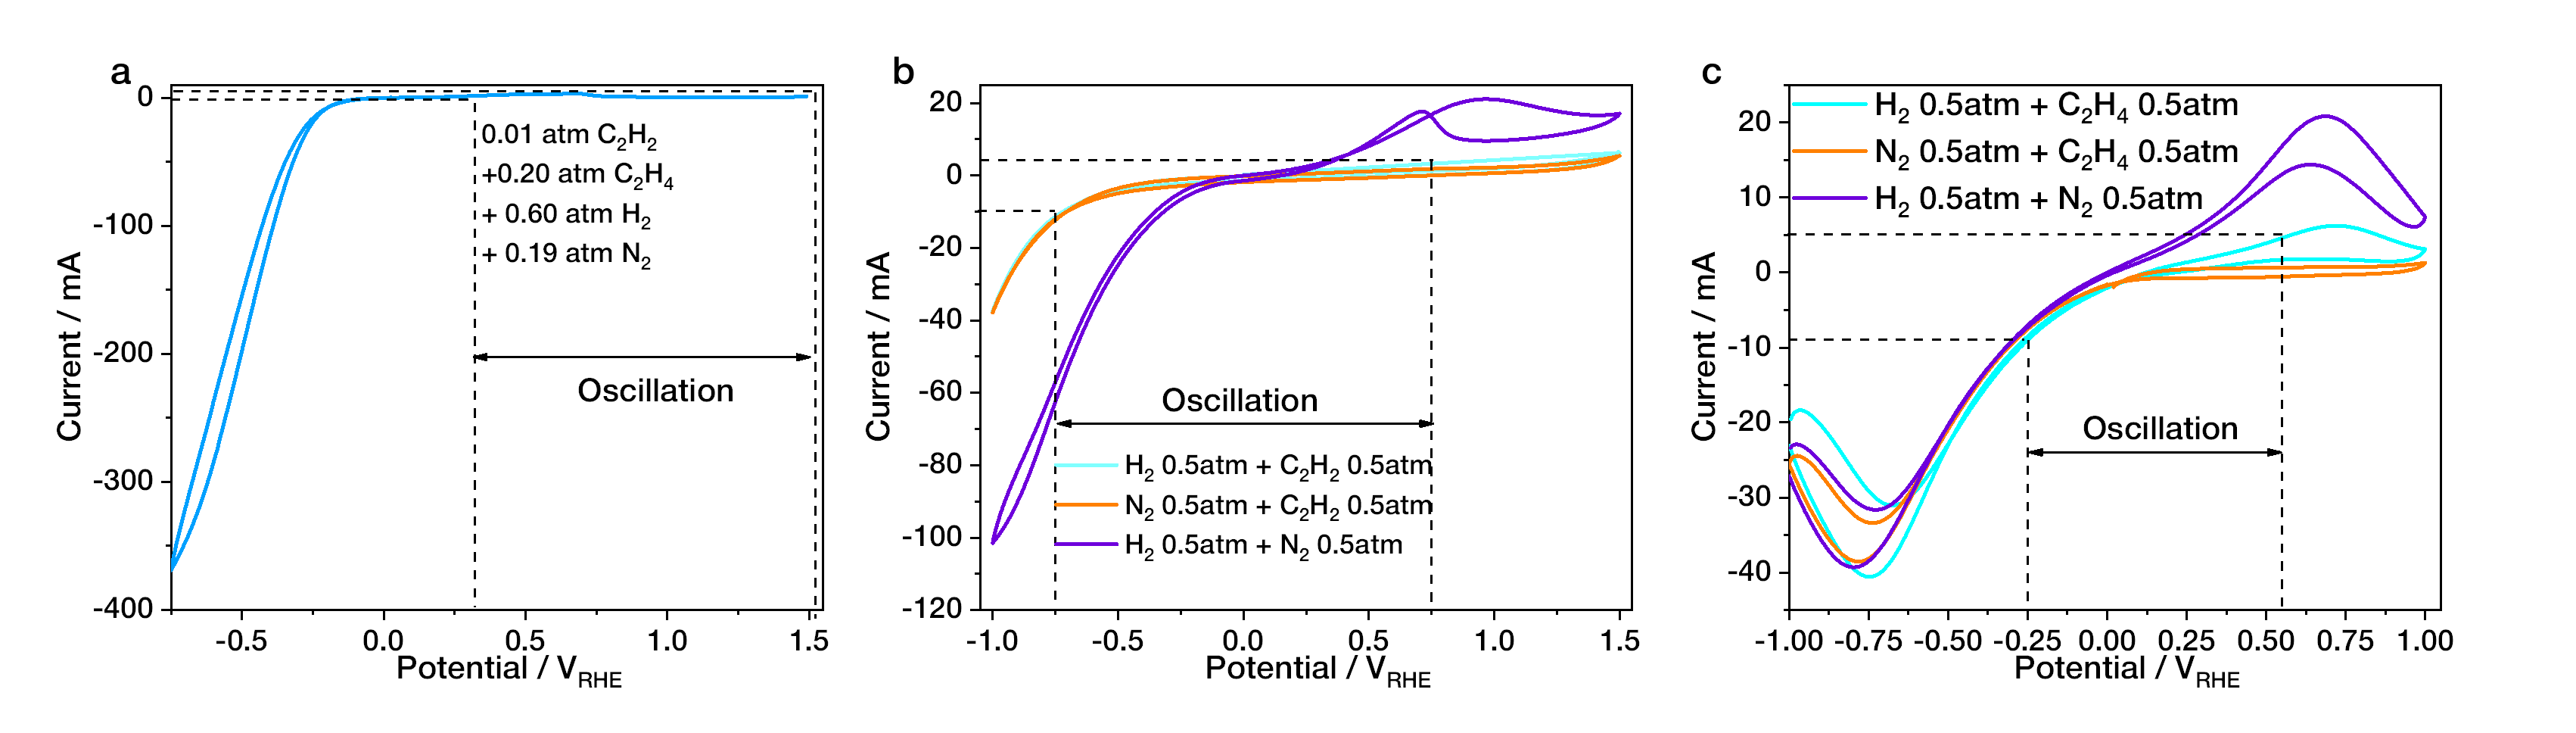 a
0
-100
-200
-300
-400
Current / mA
0.01 atm C₂H₂
+0.20 atm C₂H₄
+ 0.60 atm H₂
+ 0.19 atm N₂
Oscillation
-0.5 0.0 0.5 1.0 1.5
Potential / V_RHE
b
20
0
-20
-40
-60
-80
-100
-120
Current / mA
Oscillation
H₂ 0.5atm + C₂H₂ 0.5atm
N₂ 0.5atm + C₂H₂ 0.5atm
H₂ 0.5atm + N₂ 0.5atm
-1.0 -0.5 0.0 0.5 1.0 1.5
Potential / V_RHE
c
20
10
0
-10
-20
-30
-40
Current / mA
H₂ 0.5atm + C₂H₄ 0.5atm
N₂ 0.5atm + C₂H₄ 0.5atm
H₂ 0.5atm + N₂ 0.5atm
Oscillation
-1.00 -0.75 -0.50 -0.25 0.00 0.25 0.50 0.75 1.00
Potential / V_RHE